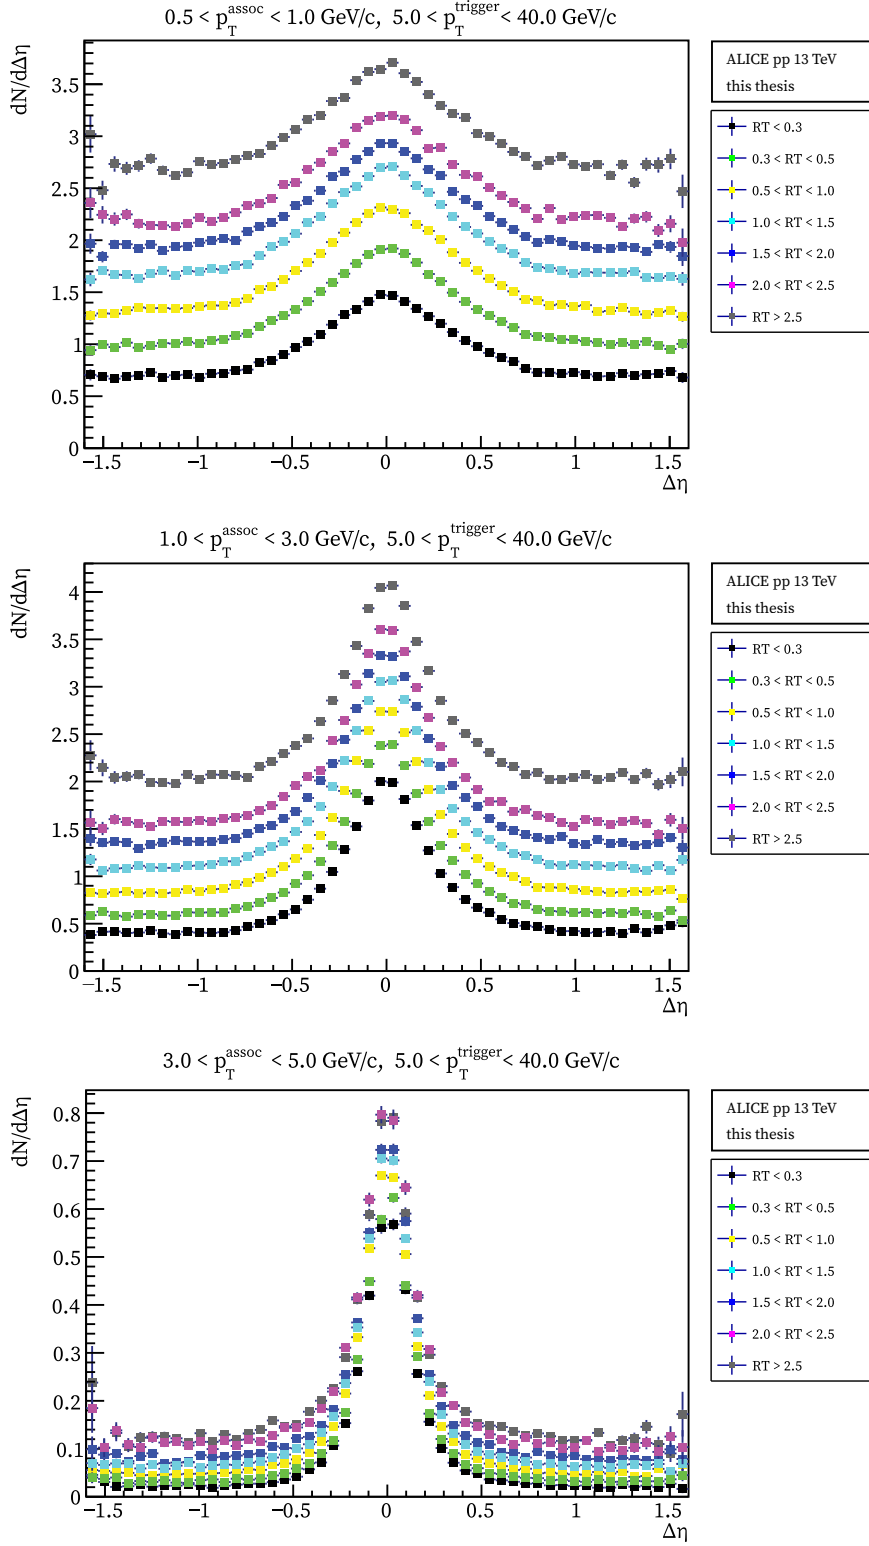 0.5 < p_T^assoc < 1.0 GeV/c, 5.0 < p_T^trigger < 40.0 GeV/c
dN/dΔη
3.5
3
2.5
2
1.5
1
0.5
0
−1.5 −1 −0.5 0 0.5 1 1.5
Δη
ALICE pp 13 TeV
this thesis
RT < 0.3
0.3 < RT < 0.5
0.5 < RT < 1.0
1.0 < RT < 1.5
1.5 < RT < 2.0
2.0 < RT < 2.5
RT > 2.5
1.0 < p_T^assoc < 3.0 GeV/c, 5.0 < p_T^trigger < 40.0 GeV/c
dN/dΔη
4
3.5
3
2.5
2
1.5
1
0.5
0
−1.5 −1 −0.5 0 0.5 1 1.5
Δη
ALICE pp 13 TeV
this thesis
RT < 0.3
0.3 < RT < 0.5
0.5 < RT < 1.0
1.0 < RT < 1.5
1.5 < RT < 2.0
2.0 < RT < 2.5
RT > 2.5
3.0 < p_T^assoc < 5.0 GeV/c, 5.0 < p_T^trigger < 40.0 GeV/c
dN/dΔη
0.8
0.7
0.6
0.5
0.4
0.3
0.2
0.1
0
−1.5 −1 −0.5 0 0.5 1 1.5
Δη
ALICE pp 13 TeV
this thesis
RT < 0.3
0.3 < RT < 0.5
0.5 < RT < 1.0
1.0 < RT < 1.5
1.5 < RT < 2.0
2.0 < RT < 2.5
RT > 2.5